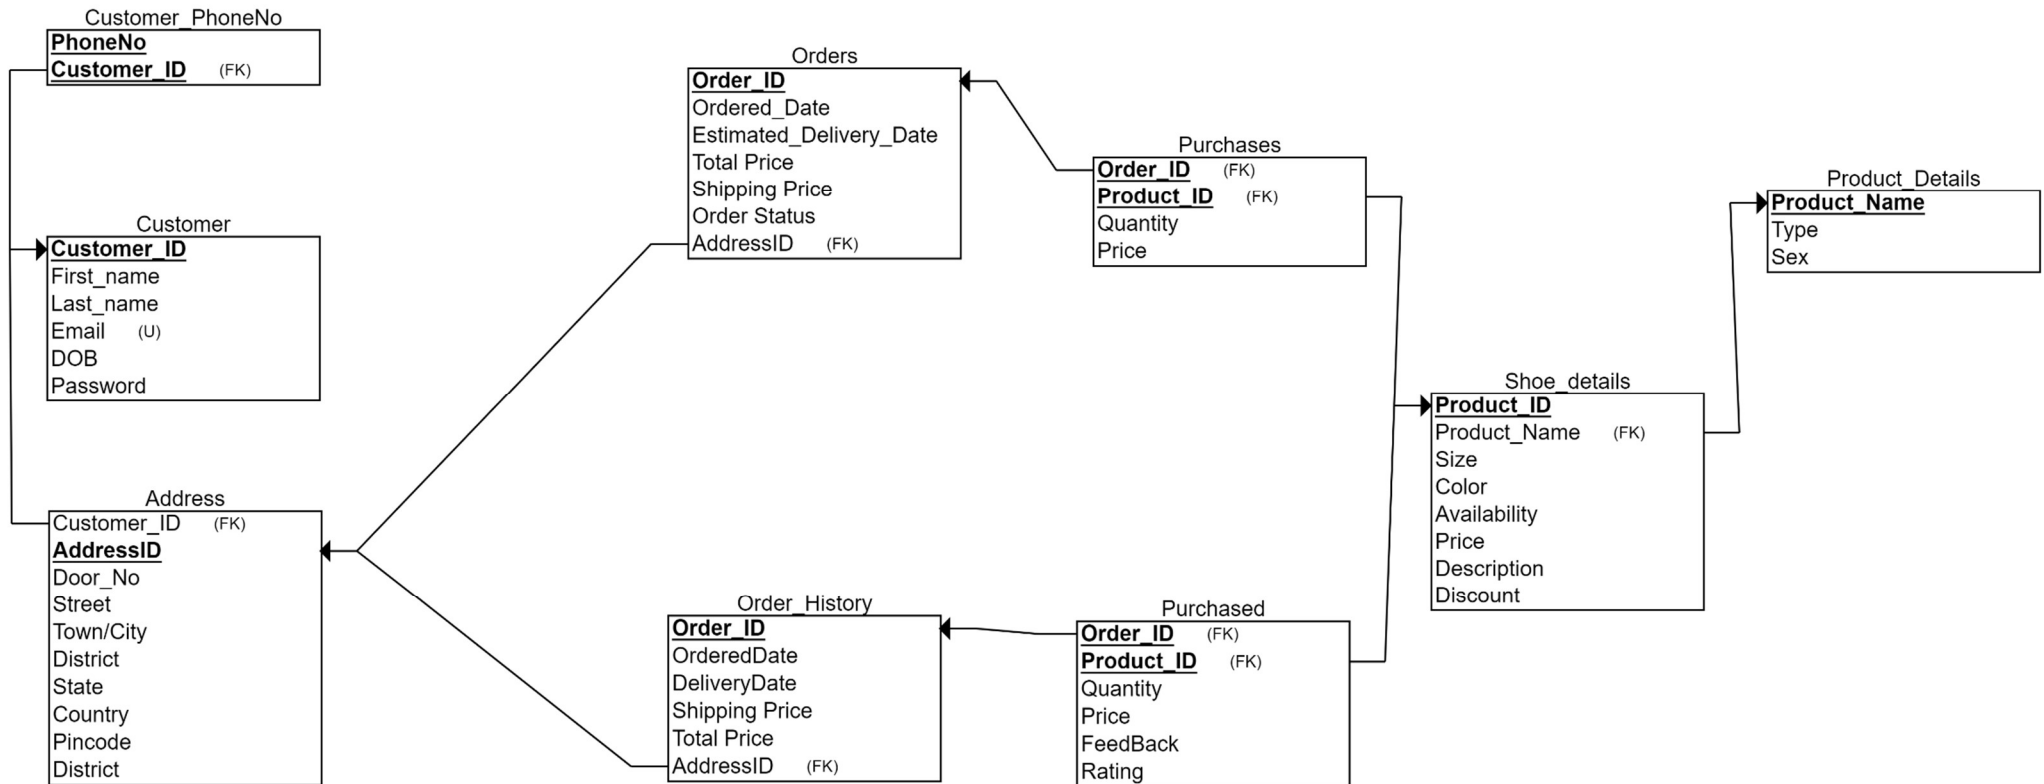 Customer_PhoneNo
PhoneNo
Customer_ID (FK)
Customer
Customer_ID
First_name
Last_name
Email (U)
DOB
Password
Address
Customer_ID (FK)
AddressID
Door_No
Street
Town/City
District
State
Country
Pincode
District
Orders
Order_ID
Ordered_Date
Estimated_Delivery_Date
Total Price
Shipping Price
Order Status
AddressID (FK)
Order_History
Order_ID
OrderedDate
DeliveryDate
Shipping Price
Total Price
AddressID (FK)
Purchases
Order_ID (FK)
Product_ID (FK)
Quantity
Price
Purchased
Order_ID (FK)
Product_ID (FK)
Quantity
Price
FeedBack
Rating
Shoe_details
Product_ID
Product_Name (FK)
Size
Color
Availability
Price
Description
Discount
Product_Details
Product_Name
Type
Sex